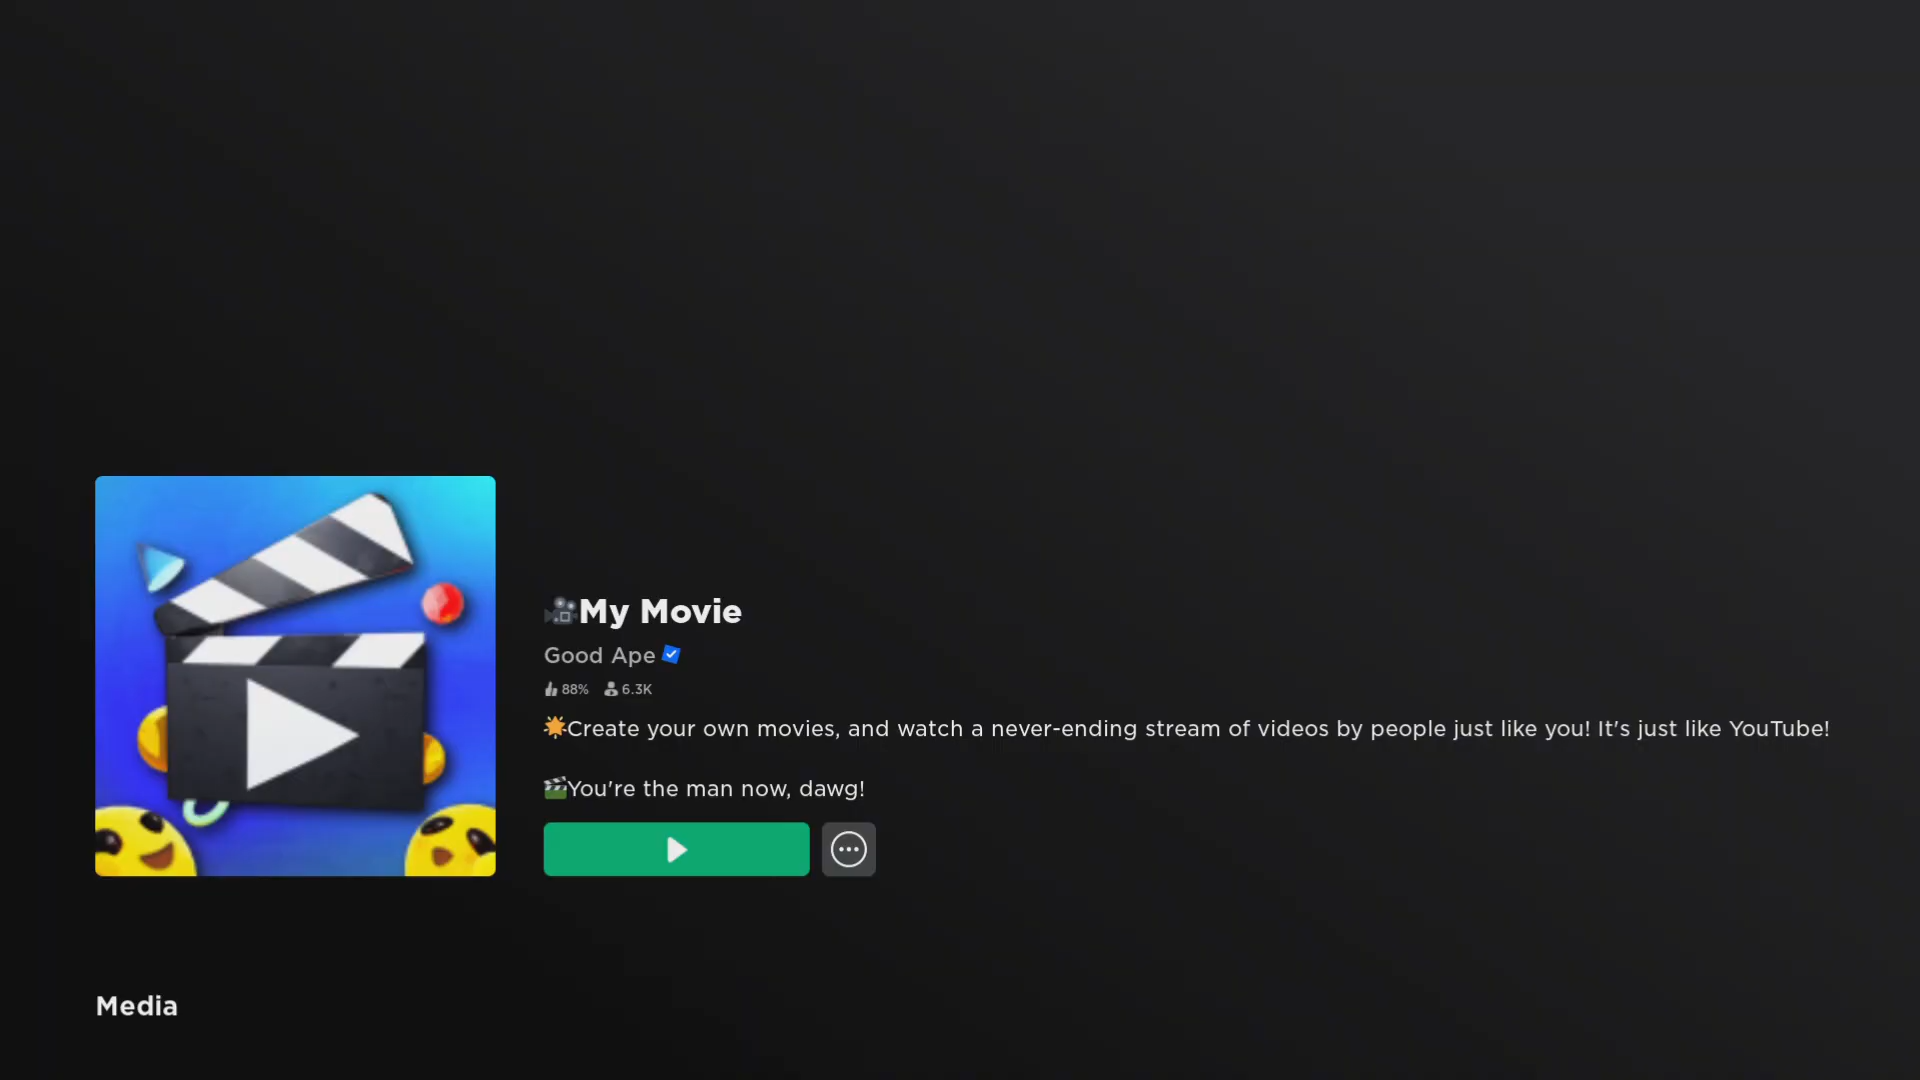 🎥My Movie
Good Ape
88% 6.3K
🌟Create your own movies, and watch a never-ending stream of videos by people just like you! It's just like YouTube!
🎬You're the man now, dawg!
Media